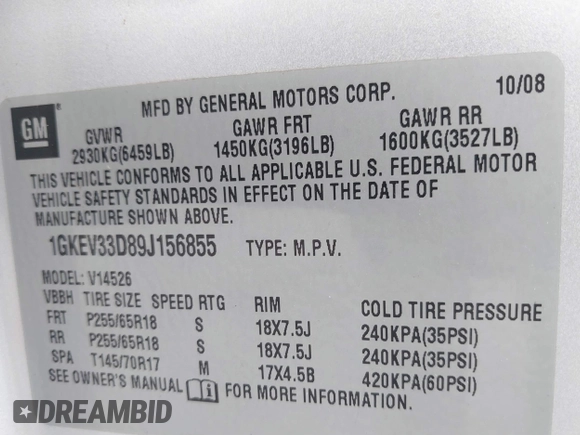 MFD BY GENERAL MOTORS CORP. 10/08
GM
GVWR GAWR FRT GAWR RR
2930KG(6459LB) 1450KG(3196LB) 1600KG(3527LB)
THIS VEHICLE CONFORMS TO ALL APPLICABLE U.S. FEDERAL MOTOR
VEHICLE SAFETY STANDARDS IN EFFECT ON THE DATE OF
MANUFACTURE SHOWN ABOVE.
1GKEV33D89J156855 TYPE: M.P.V.
MODEL: V14526
VBBH TIRE SIZE SPEED RTG RIM COLD TIRE PRESSURE
FRT P255/65R18 S 18X7.5J 240KPA(35PSI)
RR P255/65R18 S 18X7.5J 240KPA(35PSI)
SPA T145/70R17 M 17X4.5B 420KPA(60PSI)
SEE OWNER'S MANUAL FOR MORE INFORMATION.
DREAMBID